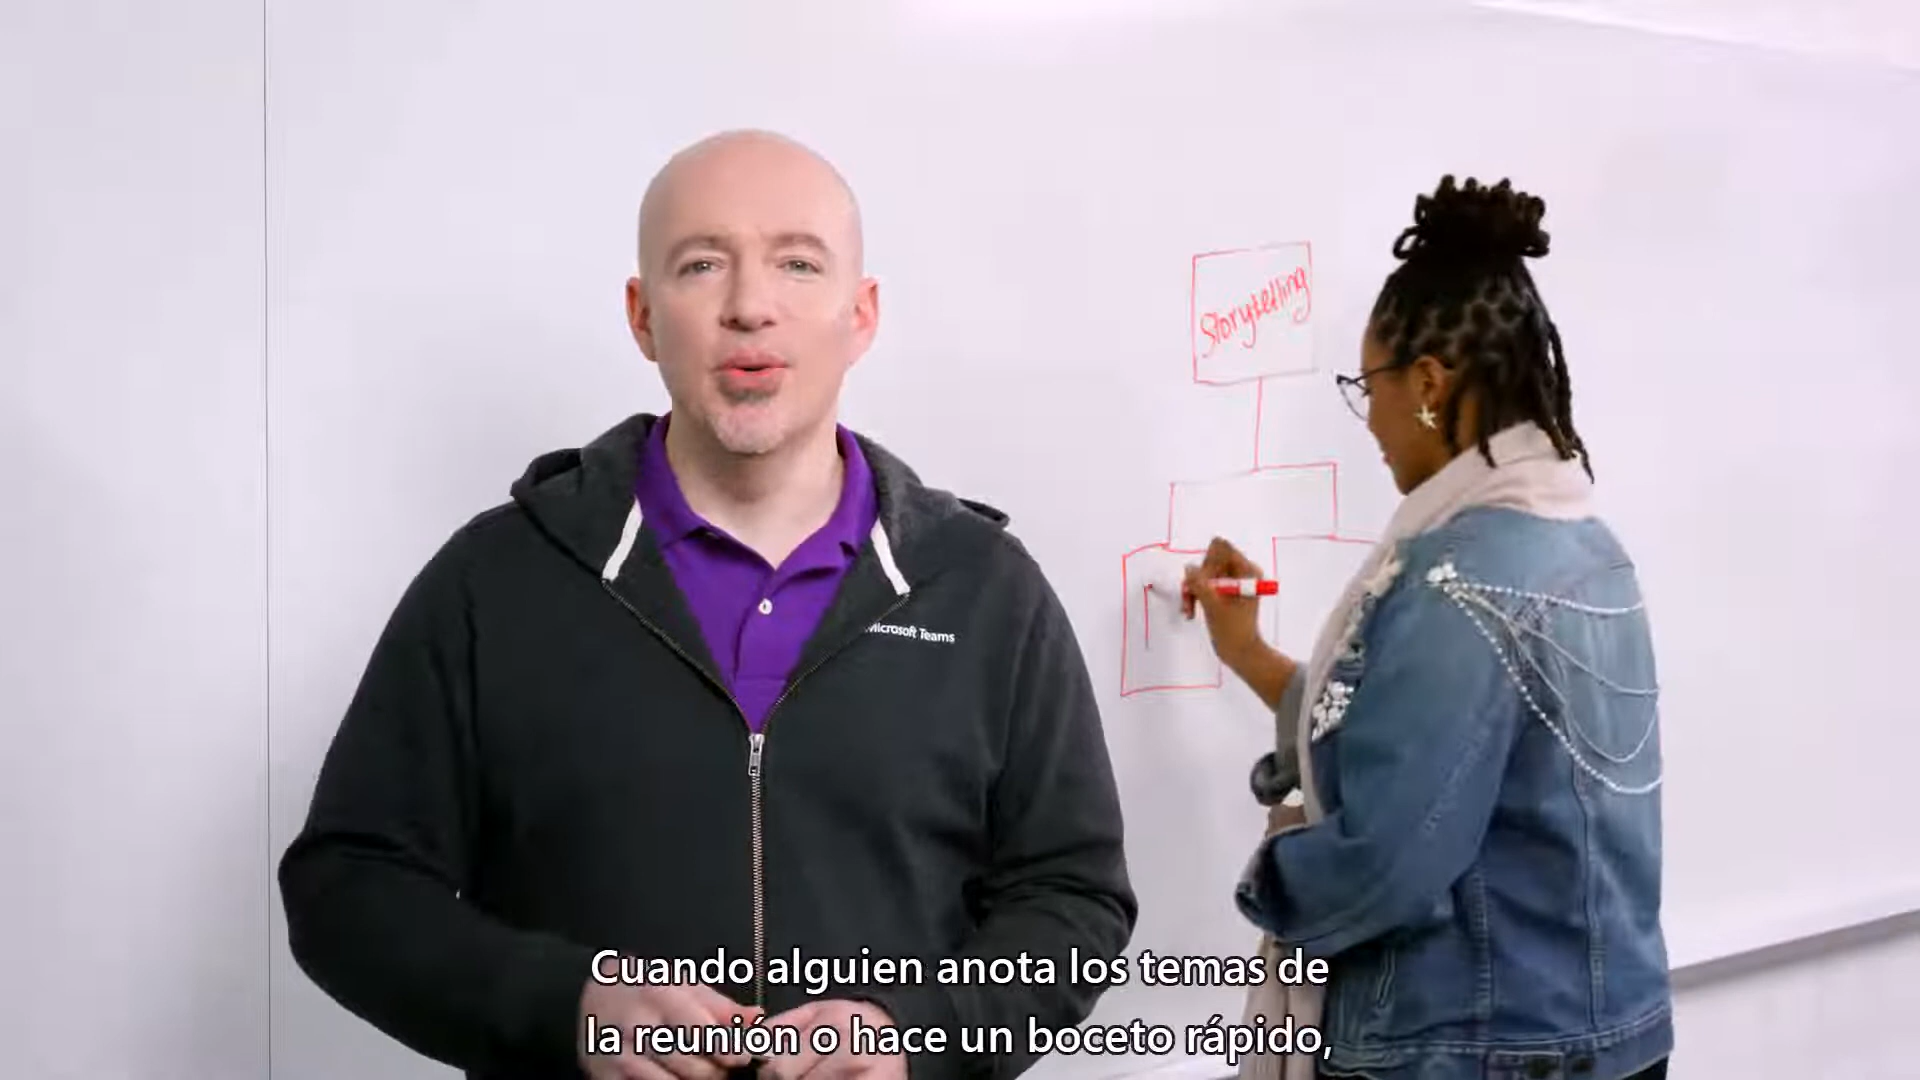 Storytelling
Microsoft Teams
Cuando alguien anota los temas de
la reunión o hace un boceto rápido,